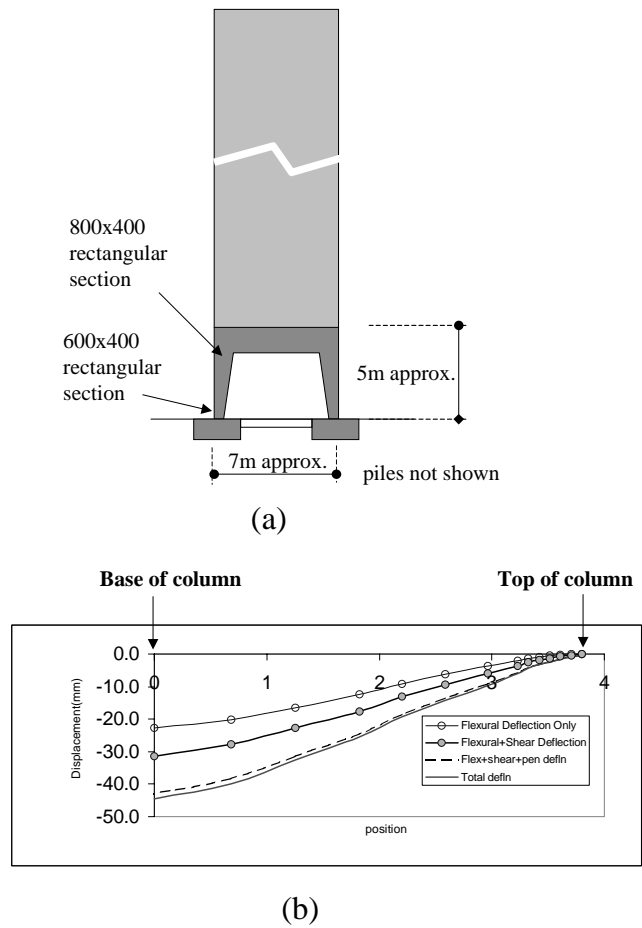 800x400
rectangular
section
600x400
rectangular
section
5m approx.
7m approx.
piles not shown
(a)
Base of column
Top of column
0.0
-10.0
-20.0
-30.0
-40.0
-50.0
0
1
2
3
4
Displacement(mm)
Flexural Deflection Only
Flexural+Shear Deflection
Flex+shear+pen defln
Total defln
position
(b)